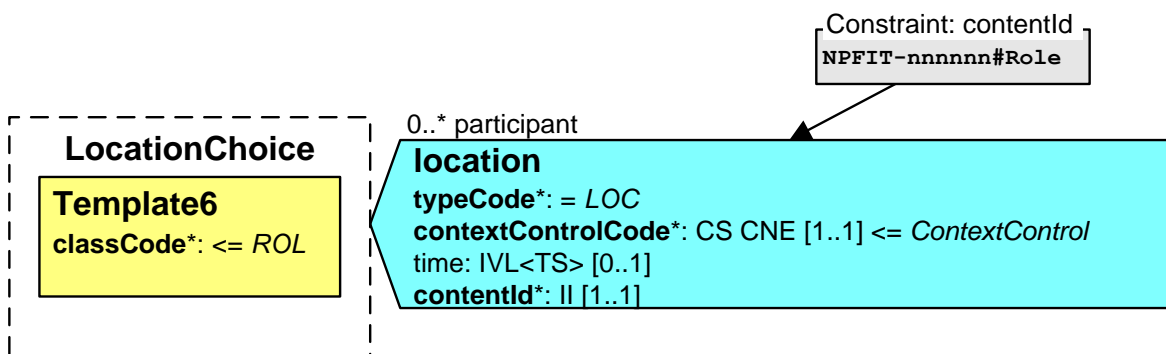 Constraint: contentId
NPFIT-nnnnnn#Role
0..* participant
LocationChoice
Template6
classCode*: <= ROL
location
typeCode*: = LOC
contextControlCode*: CS CNE [1..1] <= ContextControl
time: IVL<TS> [0..1]
contentId*: II [1..1]